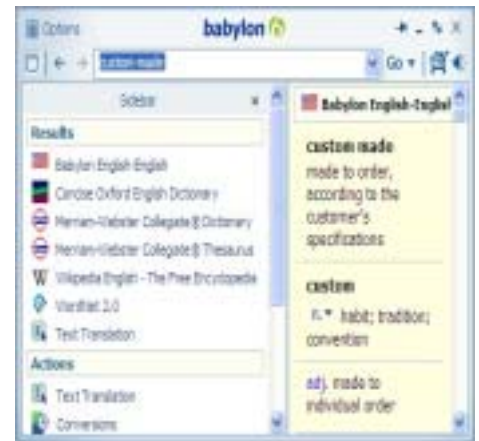 Options
babylon
custom-made
Go
Sidebar
Results
Babylon English English
Concise Oxford English Dictionary
Merriam-Webster Collegiate® Dictionary
Merriam-Webster Collegiate® Thesaurus
Wikipedia English - The Free Encyclopedia
WordNet 2.0
Text Translation
Actions
Text Translation
Conversions
Babylon English-Englis
custom made
made to order,
according to the
customer's
specifications
custom
n. habit; tradition;
convention
adj. made to
individual order